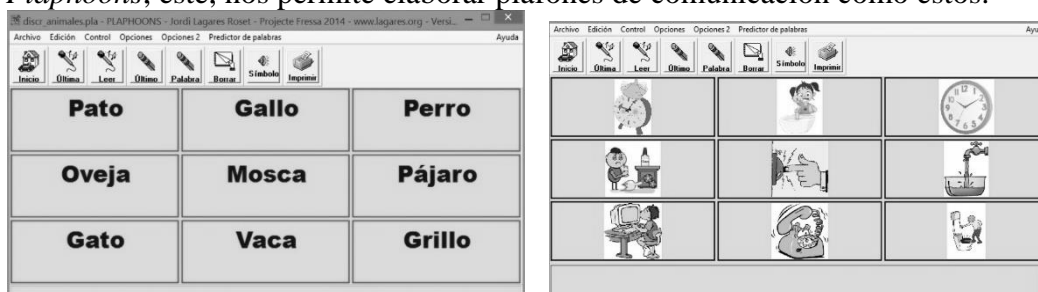 Plaphoons, este, nos permite elaborar plafones de comunicación como estos:
discr_animales.pla - PLAPHOONS - Jordi Lagares Roset - Projecte Fressa 2014 - www.lagares.org - Versi...
Archivo Edición Control Opciones Opciones 2 Predictor de palabras Ayuda
Inicio Última Leer Último Palabra Borrar Símbolo Imprimir
Pato Gallo Perro
Oveja Mosca Pájaro
Gato Vaca Grillo
Archivo Edición Control Opciones Opciones 2 Predictor de palabras Ayu
Inicio Última Leer Último Palabra Borrar Símbolo Imprimir